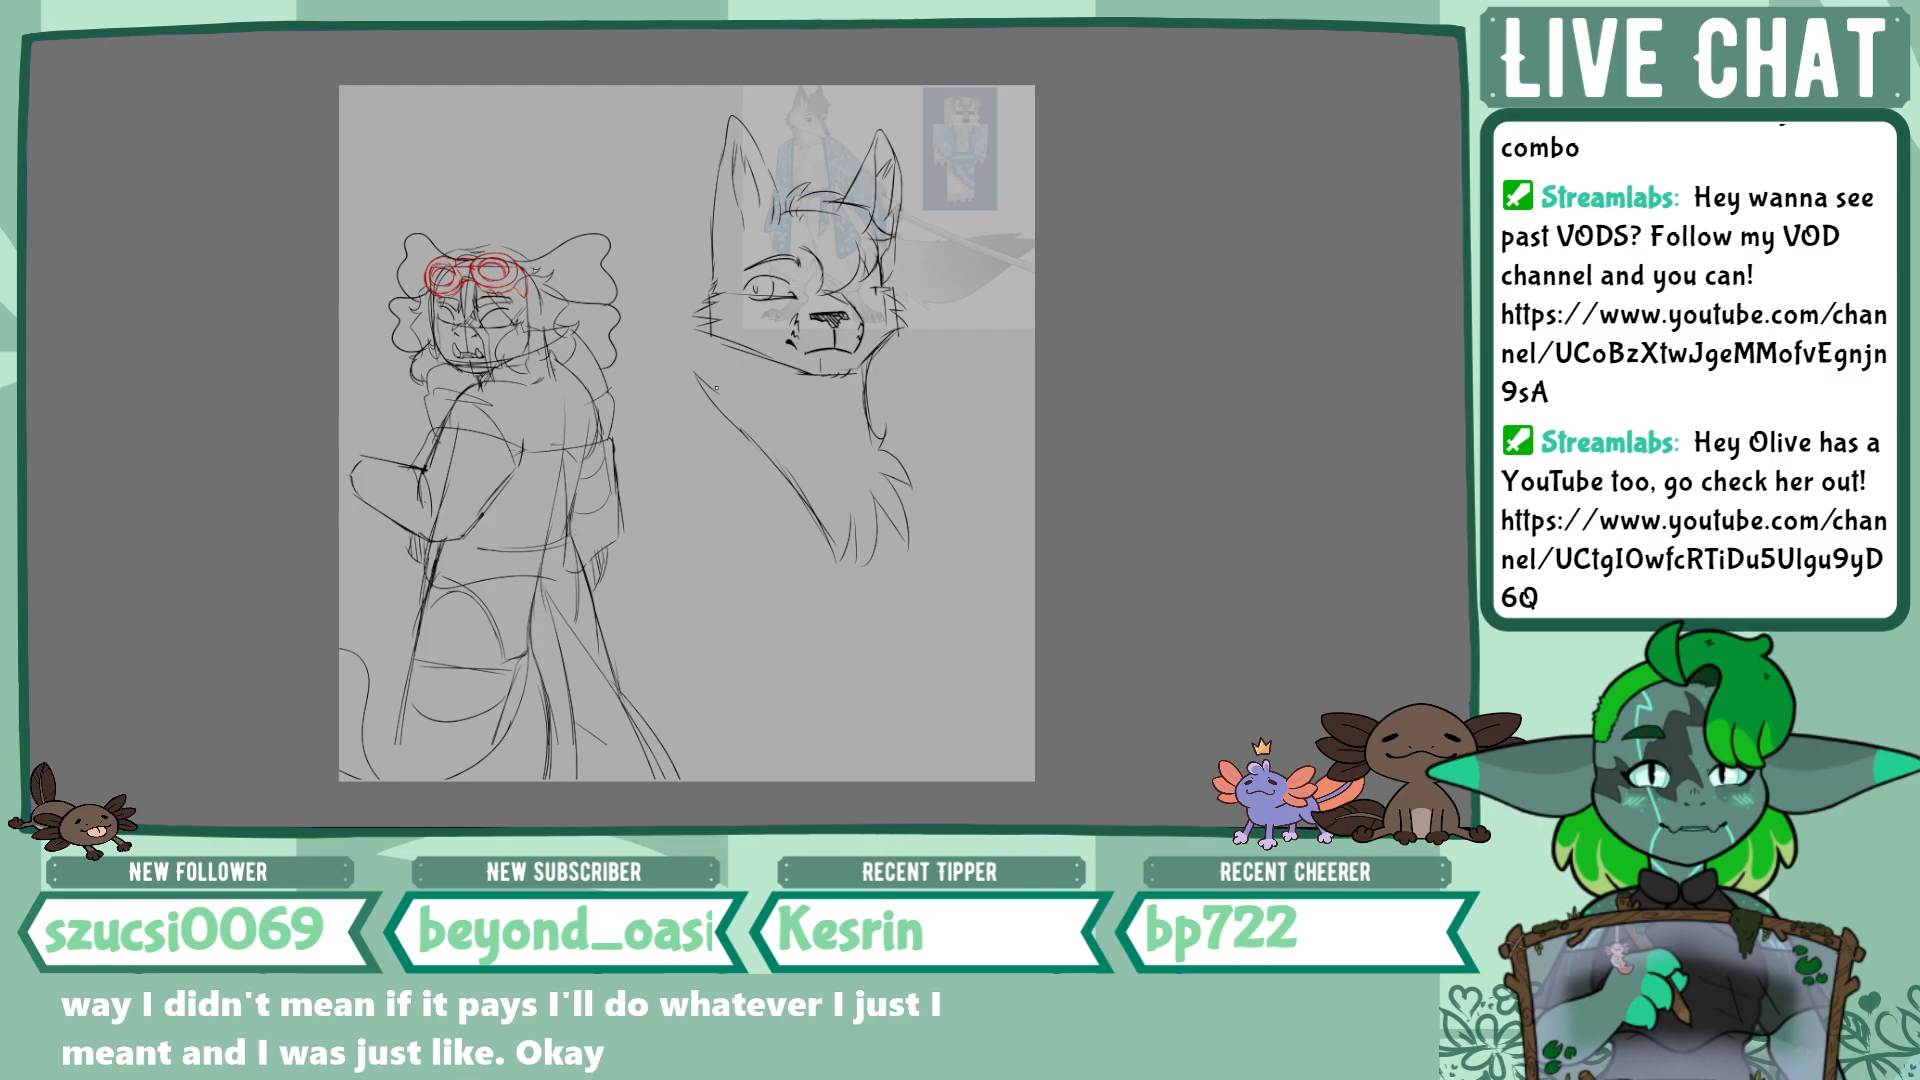 LIVE CHAT
combo
Streamlabs: Hey wanna see
past VODS? Follow my VOD
channel and you can!
https://www.youtube.com/chan
nel/UCoBzXtwJgeMMofvEgnjn
9sA
Streamlabs: Hey Olive has a
YouTube too, go check her out!
https://www.youtube.com/chan
nel/UCtgIOwfcRTiDu5Ulgu9yD
6Q
NEW FOLLOWER
NEW SUBSCRIBER
RECENT TIPPER
RECENT CHEERER
szucsi0069
beyond_oasi
Kesrin
bp722
way I didn't mean if it pays I'll do whatever I just I
meant and I was just like. Okay